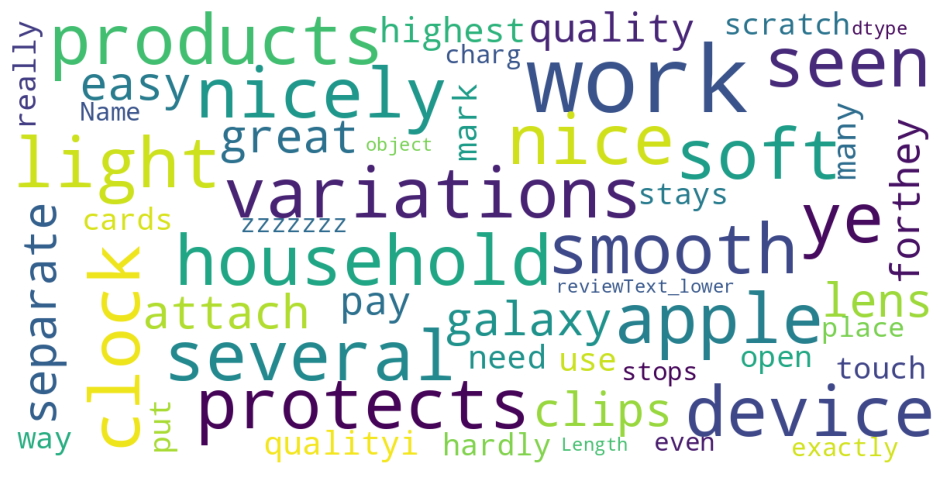 really
products
highest
quality
scratch
dtype
charg
easy
nicely
work
seen
Name
mark
nice
many
great
object
soft
light
variations
stays
forthey
cards
zzzzzzz
ye
separate
household
smooth
clock
reviewText_lower
attach
pay
galaxy
apple
lens
place
several
need
use
stops
open
touch
protects
clips
device
put
way
qualityi
hardly
Length
even
exactly